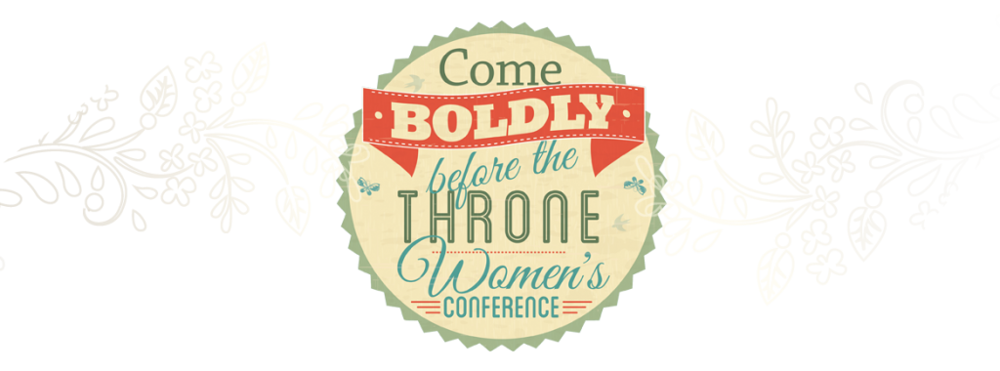 Come
BOLDLY
before the
THRONE
Women's
CONFERENCE